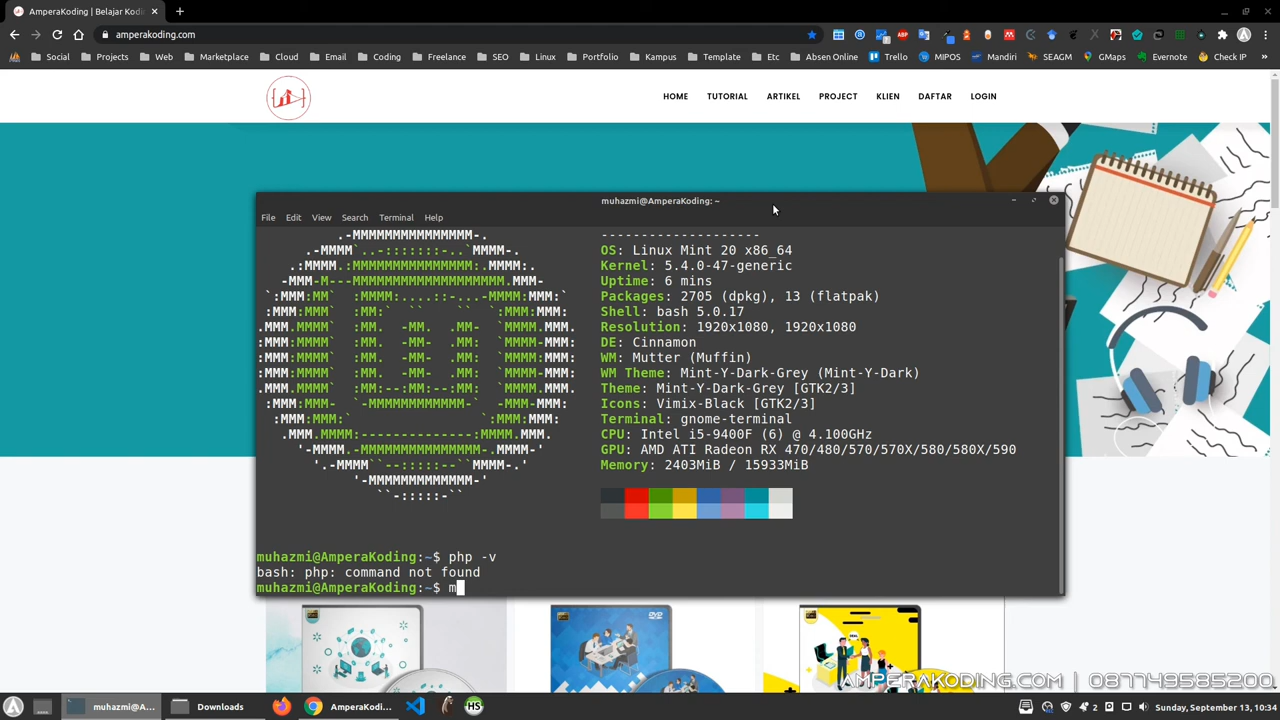 AmperaKoding | Belajar Kodin
amperakoding.com
Social Projects Web Marketplace Cloud Email Coding Freelance SEO Linux Portfolio Kampus Template Etc Absen Online Trello MIPOS Mandiri SEAGM GMaps Evernote Check IP
HOME TUTORIAL ARTIKEL PROJECT KLIEN DAFTAR LOGIN
muhazmi@AmperaKoding: ~
File Edit View Search Terminal Help
-------------------
OS: Linux Mint 20 x86_64
Kernel: 5.4.0-47-generic
Uptime: 6 mins
Packages: 2705 (dpkg), 13 (flatpak)
Shell: bash 5.0.17
Resolution: 1920x1080, 1920x1080
DE: Cinnamon
WM: Mutter (Muffin)
WM Theme: Mint-Y-Dark-Grey (Mint-Y-Dark)
Theme: Mint-Y-Dark-Grey [GTK2/3]
Icons: Vimix-Black [GTK2/3]
Terminal: gnome-terminal
CPU: Intel i5-9400F (6) @ 4.100GHz
GPU: AMD ATI Radeon RX 470/480/570/570X/580/580X/590
Memory: 2403MiB / 15933MiB
muhazmi@AmperaKoding:~$ php -v
bash: php: command not found
muhazmi@AmperaKoding:~$ m
DVD
AMPERAKODING.COM | 087749585200
muhazmi@A... Downloads AmperaKodi... HS 2 Sunday, September 13, 10:34